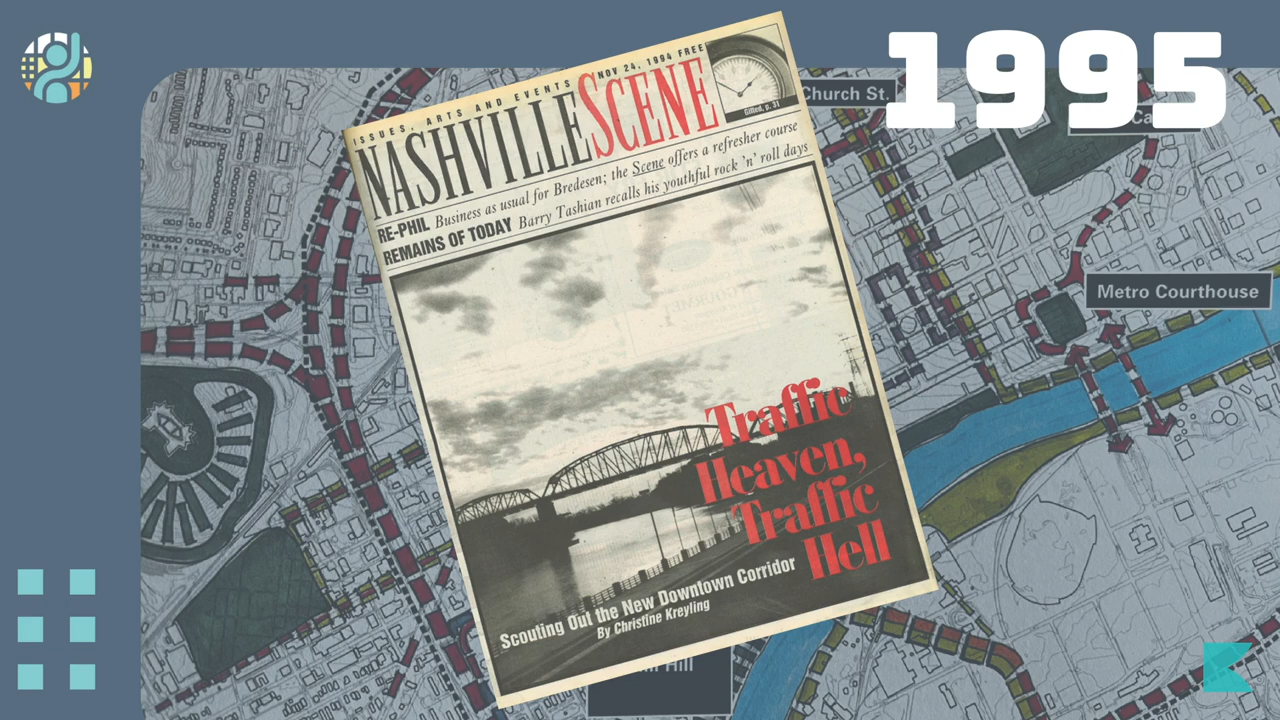 1995
Church St.
Ca
Metro Courthouse
Hill
ISSUES, ARTS AND EVENTS NOV 24, 1994 FREE
NASHVILLE SCENE
Gifted, p. 31
RE-PHIL Business as usual for Bredesen; the Scene offers a refresher course
REMAINS OF TODAY Barry Tashian recalls his youthful rock 'n' roll days
Traffic
Heaven,
Traffic
Hell
Scouting Out the New Downtown Corridor
By Christine Kreyling